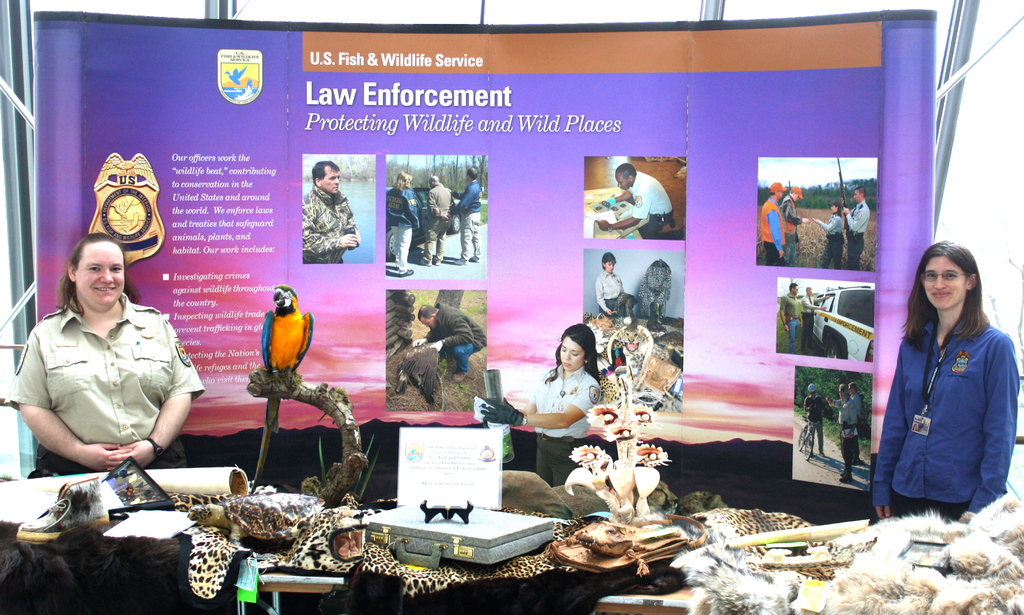 U.S. Fish & Wildlife Service
Law Enforcement
Protecting Wildlife and Wild Places
U.S.
FISH & WILDLIFE
SERVICE
US
Our officers work the
"wildlife beat," contributing
to conservation in the
United States and around
the world. We enforce laws
and treaties that safeguard
animals, plants, and
habitat. Our work includes:
Investigating crimes
against wildlife throughout
the country.
Inspecting wildlife trade
prevent trafficking in
the Nation's
refuges and the
who visit